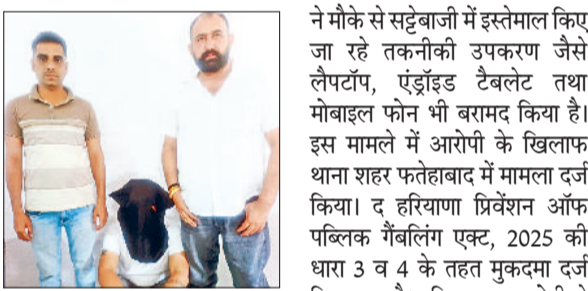 ने मौके से सट्टेबाजी में इस्तेमाल किए
जा रहे तकनीकी उपकरण जैसे
लैपटॉप, एंड्रॉइड टैबलेट तथा
मोबाइल फोन भी बरामद किया है।
इस मामले में आरोपी के खिलाफ
थाना शहर फतेहाबाद में मामला दर्ज
किया। द हरियाणा प्रिवेंशन ऑफ
पब्लिक गैंबलिंग एक्ट, 2025 की
धारा 3 व 4 के तहत मुकदमा दर्ज